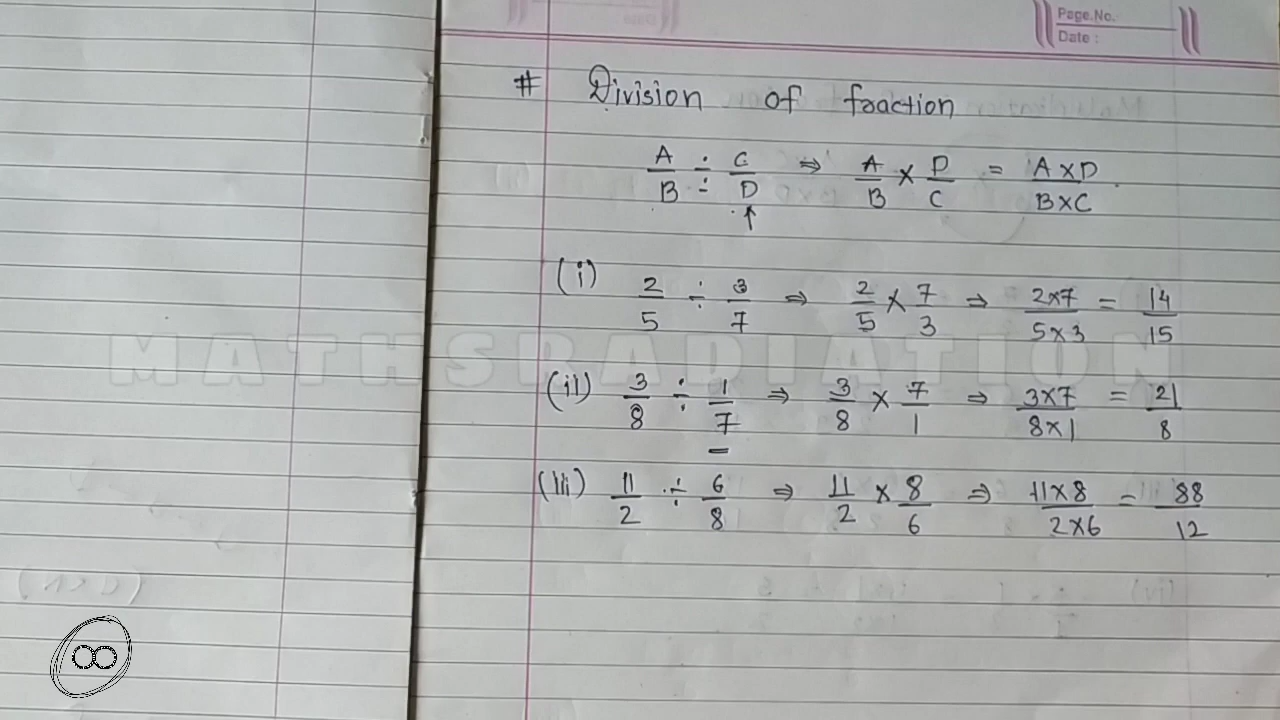 Page.No.
Date :
# Division of fraction
A/B ÷ C/D ⇒ A/B × D/C = A×D/B×C
(i) 2/5 ÷ 3/7 ⇒ 2/5 × 7/3 ⇒ 2×7/5×3 = 14/15
MATHSRADIATION
(ii) 3/8 ÷ 1/7 ⇒ 3/8 × 7/1 ⇒ 3×7/8×1 = 21/8
(iii) 11/2 ÷ 6/8 ⇒ 11/2 × 8/6 ⇒ 11×8/2×6 = 88/12